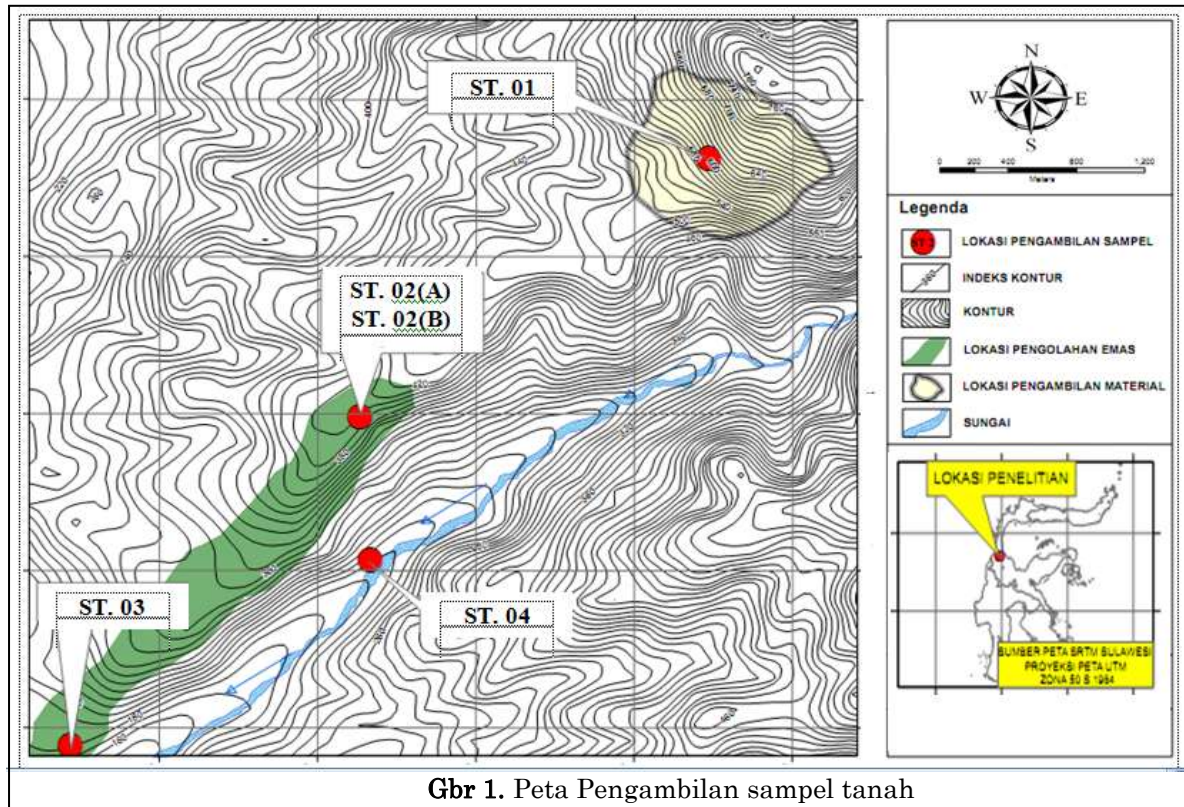 ST. 01
ST. 02(A)
ST. 02(B)
ST. 03
ST. 04
400
N
W E
S
0 200 400 800 1,200
Meters
Legenda
LOKASI PENGAMBILAN SAMPEL
INDEKS KONTUR
KONTUR
LOKASI PENGOLAHAN EMAS
LOKASI PENGAMBILAN MATERIAL
SUNGAI
LOKASI PENELITIAN
SUMBER PETA SRTM SULAWESI
PROYEKSI PETA UTM
ZONA 50 S 1984
Gbr 1. Peta Pengambilan sampel tanah